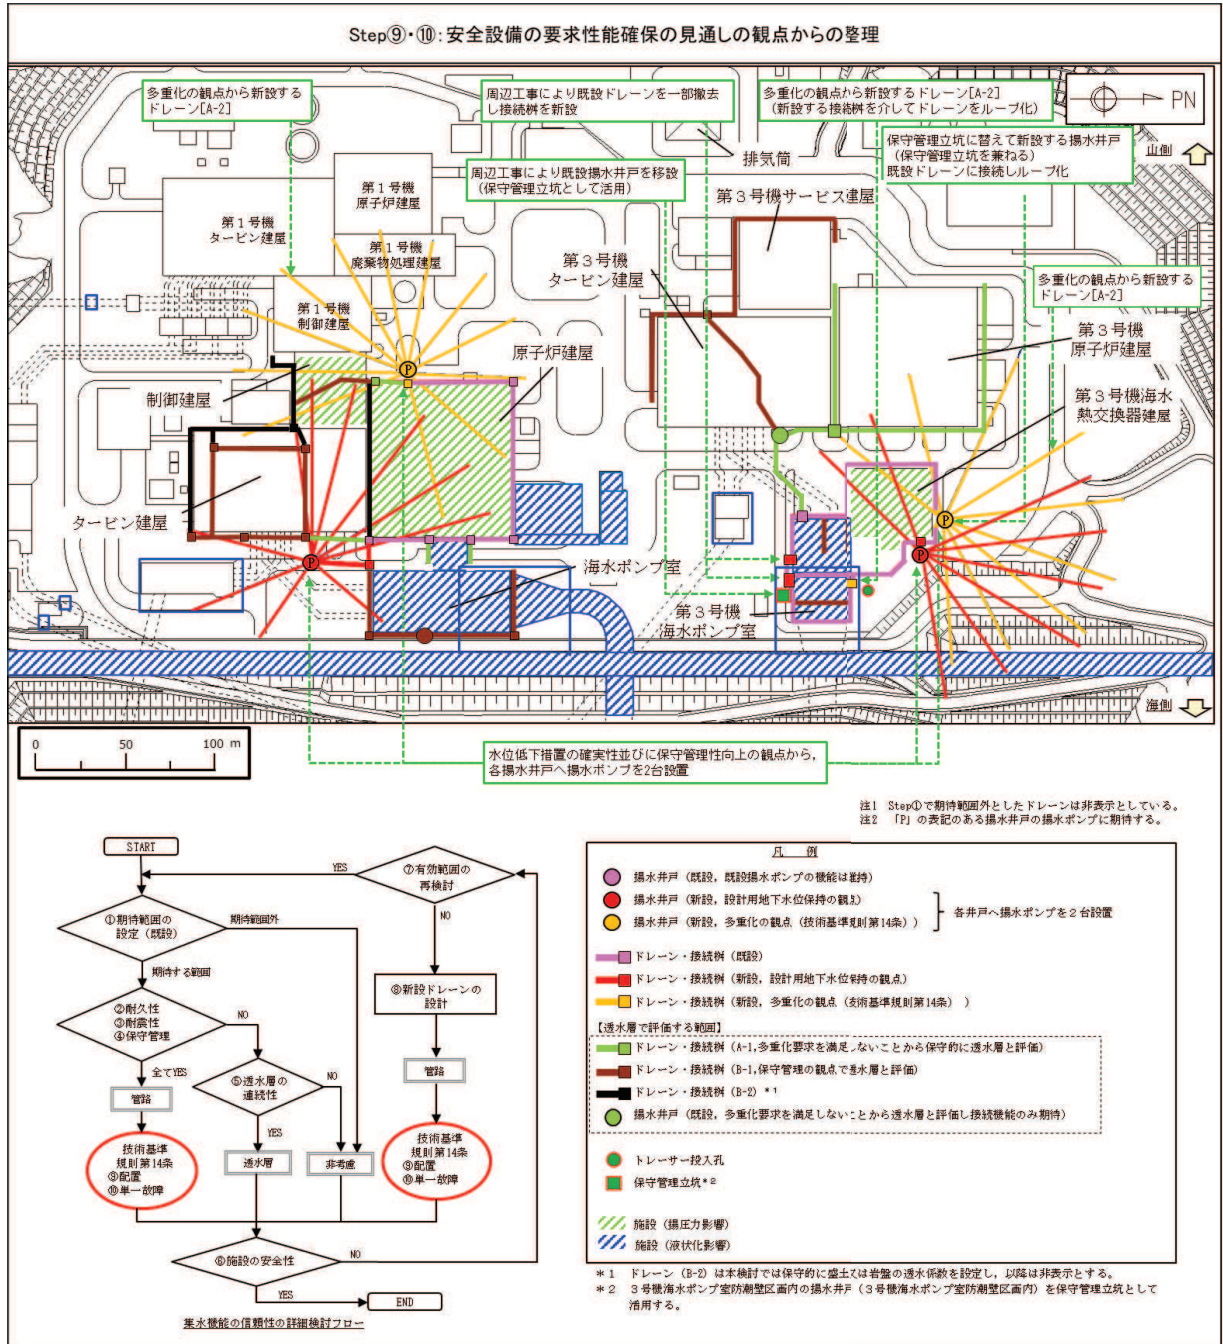 Step⑨・⑩:安全設備の要求性能確保の見通しの観点からの整理
多重化の観点から新設する
ドレーン[A-2]
周辺工事により既設ドレーンを一部撤去
し接続桝を新設
多重化の観点から新設するドレーン[A-2]
(新設する接続桝を介してドレーンをループ化)
PN
保守管理立坑に替えて新設する揚水井戸
(保守管理立坑を兼ねる)
既設ドレーンに接続しループ化
山側
排気筒
周辺工事により既設揚水井戸を移設
(保守管理立坑として活用)
第1号機
原子炉建屋
第1号機
タービン建屋
第1号機
廃棄物処理建屋
第3号機サービス建屋
第3号機
タービン建屋
多重化の観点から新設する
ドレーン[A-2]
第1号機
制御建屋
原子炉建屋
第3号機
原子炉建屋
制御建屋
第3号機海水
熱交換器建屋
P
P
タービン建屋
P
P
海水ポンプ室
第3号機
海水ポンプ室
海側
0 50 100 m
水位低下措置の確実性並びに保守管理性向上の観点から,
各揚水井戸へ揚水ポンプを2台設置
注1 Step①で期待範囲外としたドレーンは非表示としている。
注2 「P」の表記のある揚水井戸の揚水ポンプに期待する。
START
①期待範囲の
設定(既設)
期待範囲外
期待する範囲
②耐久性
③耐震性
④保守管理
NO
全てYES
管路
⑤透水層の
連続性
NO
YES
技術基準
規則第14条
⑨配置
⑩単一故障
透水層
非考慮
⑥施設の安全性
NO
YES
END
YES
⑦有効範囲の
再検討
NO
⑧新設ドレーンの
設計
管路
技術基準
規則第14条
⑨配置
⑩単一故障
集水機能の信頼性の詳細検討フロー
凡 例
揚水井戸(既設,既設揚水ポンプの機能は維持)
揚水井戸(新設,設計用地下水位保持の観点)
揚水井戸(新設,多重化の観点(技術基準規則第14条))
各井戸へ揚水ポンプを2台設置
ドレーン・接続桝(既設)
ドレーン・接続桝(新設,設計用地下水位保持の観点)
ドレーン・接続桝(新設,多重化の観点(技術基準規則第14条))
【透水層で評価する範囲】
ドレーン・接続桝(A-1,多重化要求を満足しないことから保守的に透水層と評価)
ドレーン・接続桝(B-1,保守管理の観点で透水層と評価)
ドレーン・接続桝(B-2)*1
揚水井戸(既設,多重化要求を満足しないことから透水層と評価し接続機能のみ期待)
トレーサー投入孔
保守管理立坑*2
施設(揚圧力影響)
施設(液状化影響)
*1 ドレーン(B-2)は本検討では保守的に盛土又は岩盤の透水係数を設定し,以降は非表示とする。
*2 3号機海水ポンプ室防潮壁区画内の揚水井戸(3号機海水ポンプ室防潮壁区画内)を保守管理立坑として
活用する。